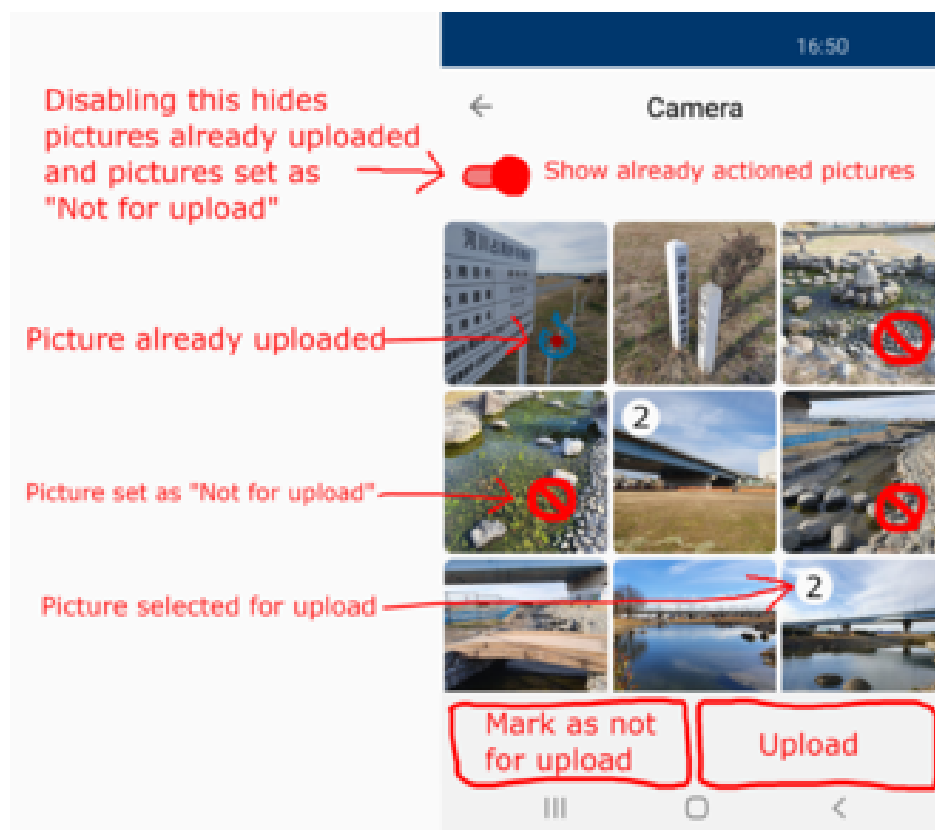 Disabling this hides
pictures already uploaded
and pictures set as
"Not for upload"
16:50
Camera
Show already actioned pictures
Picture already uploaded
2
Picture set as "Not for upload"
Picture selected for upload
2
Mark as not
for upload
Upload